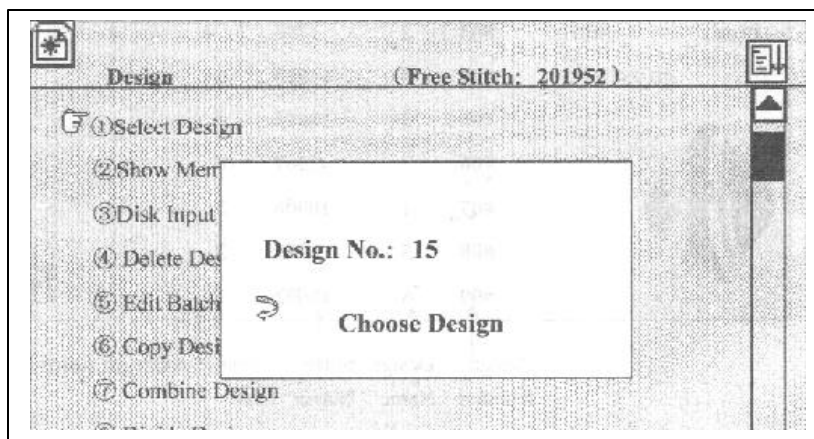 Design (Free Stitch: 201952)
①Select Design
②Show Mem
③Disk Input
④ Delete Des
⑤ Edit Batch
⑥ Copy Desi
⑦ Combine Design
Design No.: 15
Choose Design